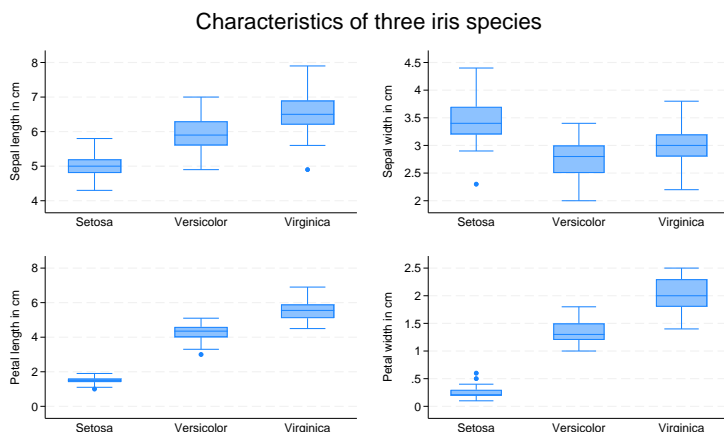 Characteristics of three iris species
Sepal length in cm
8
7
6
5
4
Setosa Versicolor Virginica
Sepal width in cm
4.5
4
3.5
3
2.5
2
Setosa Versicolor Virginica
Petal length in cm
8
6
4
2
0
Setosa Versicolor Virginica
Petal width in cm
2.5
2
1.5
1
.5
0
Setosa Versicolor Virginica